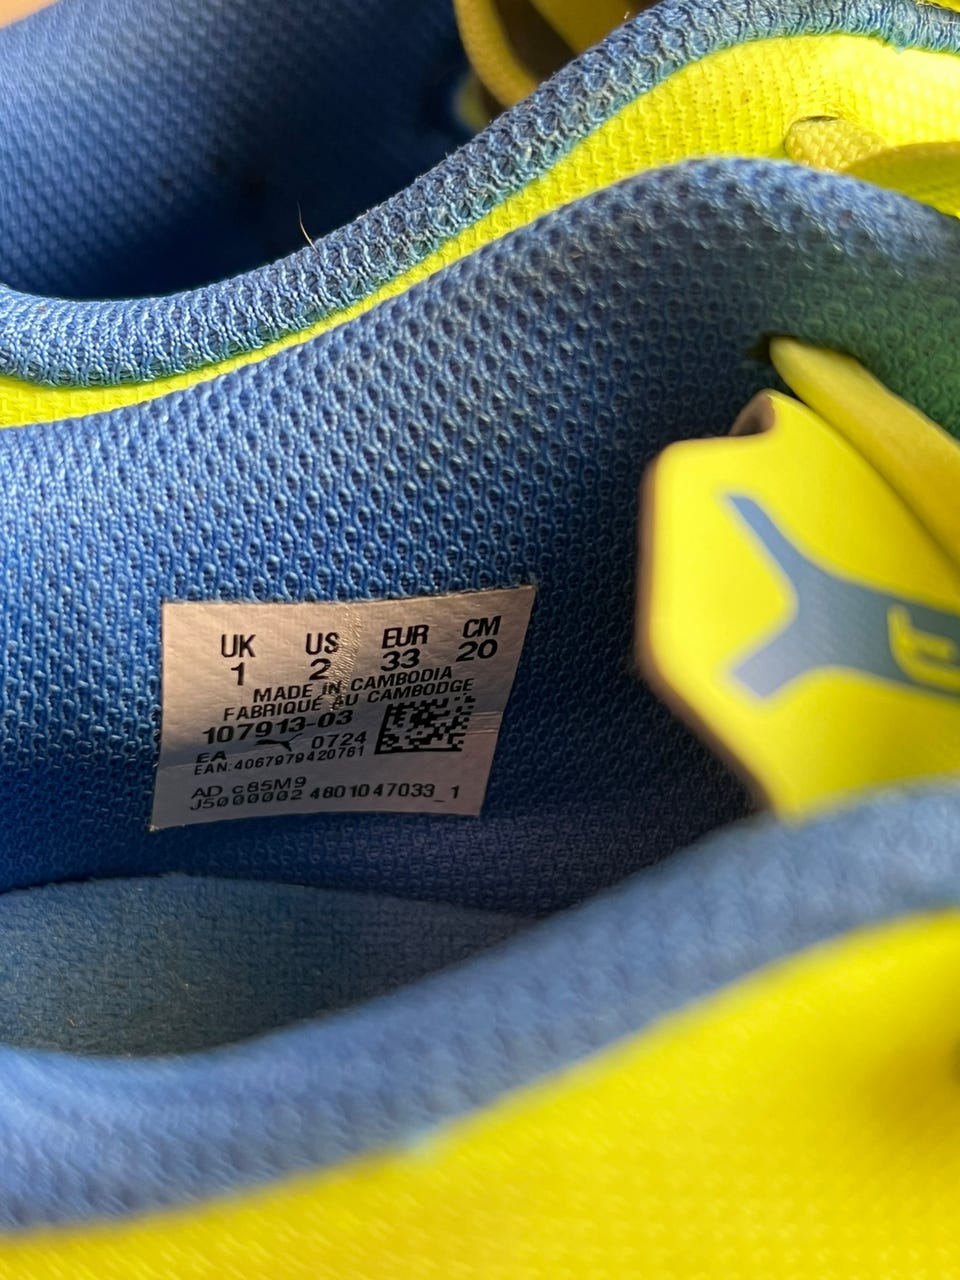 UK US EUR CM
1 2 33 20
MADE IN CAMBODIA
FABRIQUÉ AU CAMBODGE
107913-03
EA 0724
EAN:4067979420761
AD c85M9
J5000002 4801047033_1